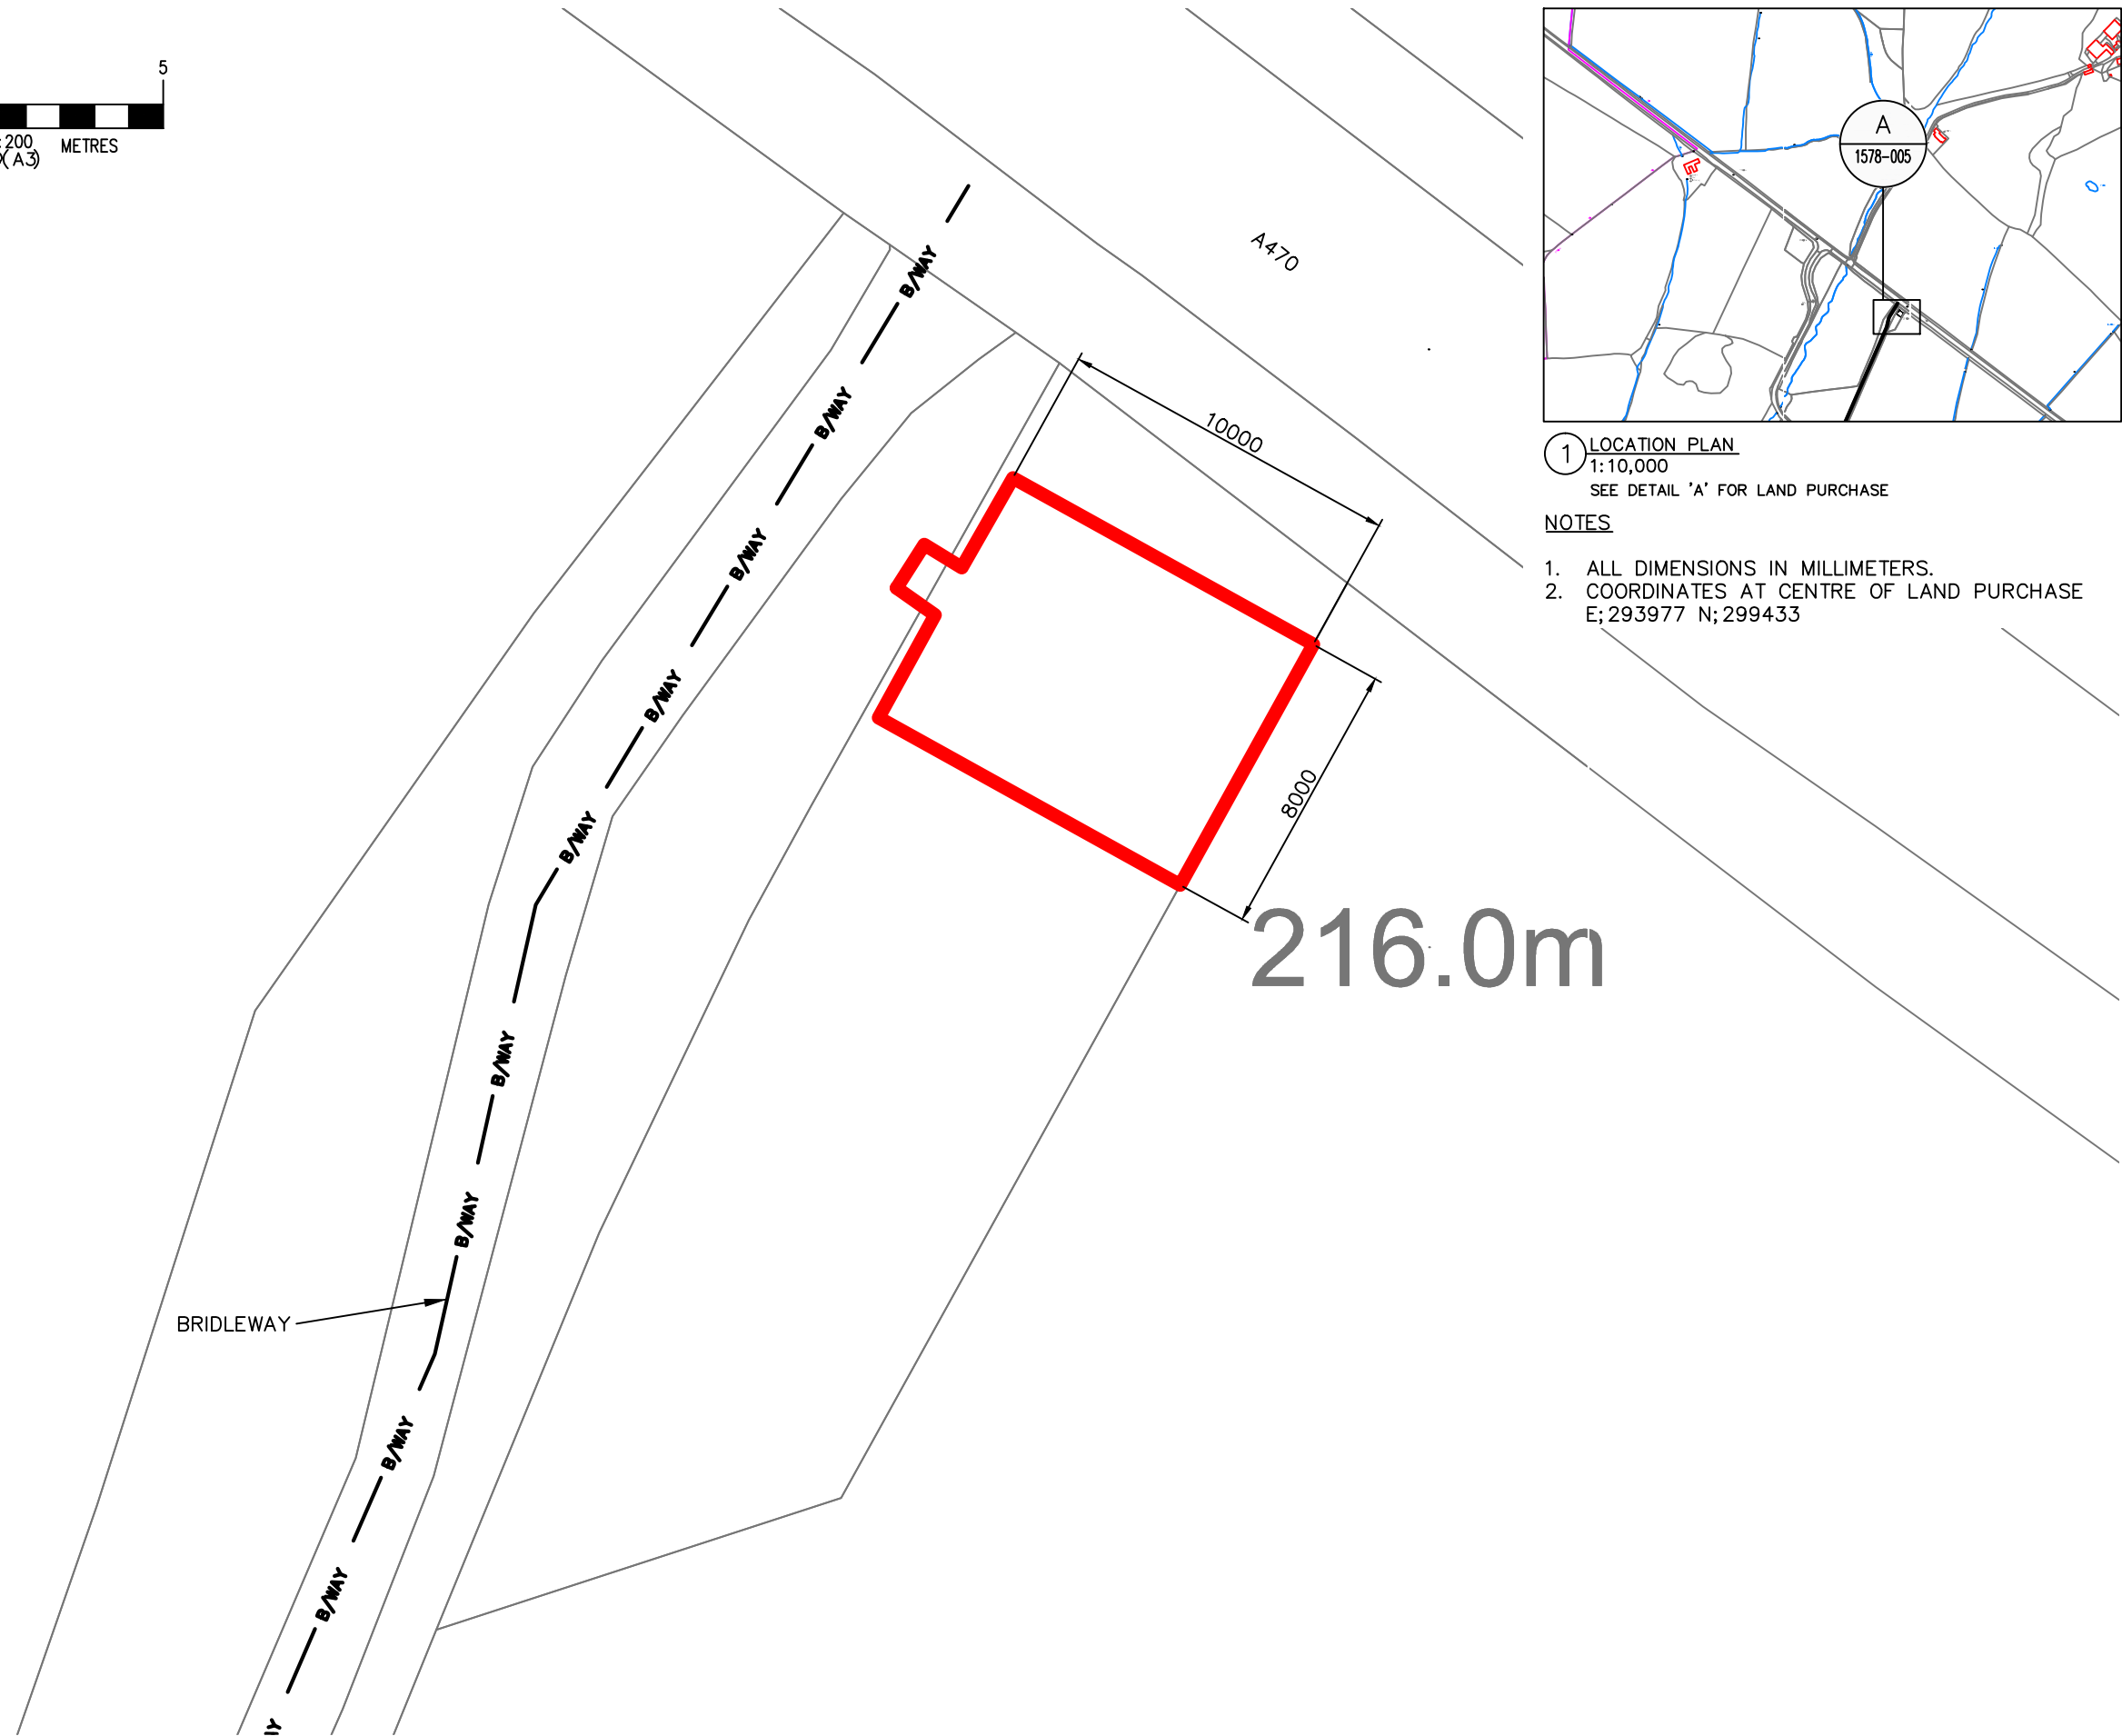 5
:200
(A3)
METRES
A470
10000
8000
216.0m
B/WAY
B/WAY
B/WAY
B/WAY
B/WAY
B/WAY
B/WAY
B/WAY
B/WAY
BRIDLEWAY
A
1578-005
1
LOCATION PLAN
1:10,000
SEE DETAIL 'A' FOR LAND PURCHASE
NOTES
1. ALL DIMENSIONS IN MILLIMETERS.
2. COORDINATES AT CENTRE OF LAND PURCHASE
E;293977 N;299433